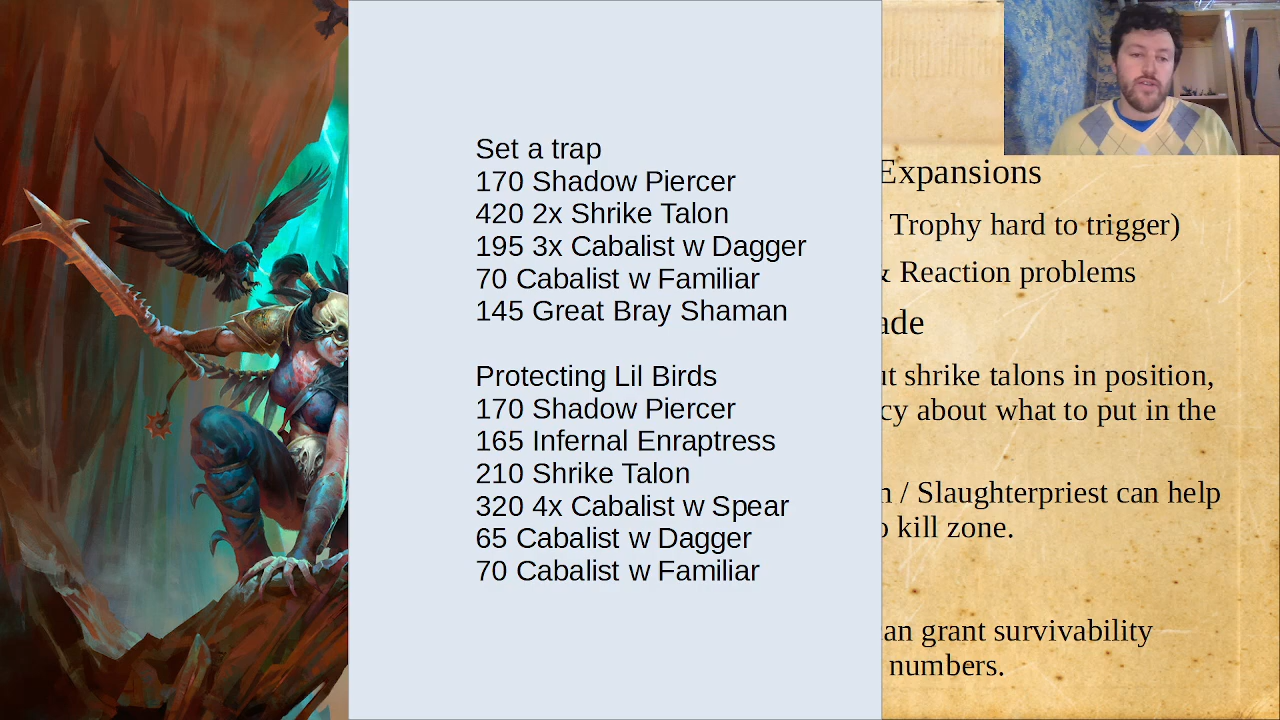 Set a trap
170 Shadow Piercer
420 2x Shrike Talon
195 3x Cabalist w Dagger
70 Cabalist w Familiar
145 Great Bray Shaman
Protecting Lil Birds
170 Shadow Piercer
165 Infernal Enraptress
210 Shrike Talon
320 4x Cabalist w Spear
65 Cabalist w Dagger
70 Cabalist w Familiar
Expansions
Trophy hard to trigger)
& Reaction problems
ade
ut shrike talons in position,
cy about what to put in the
n / Slaughterpriest can help
o kill zone.
an grant survivability
numbers.